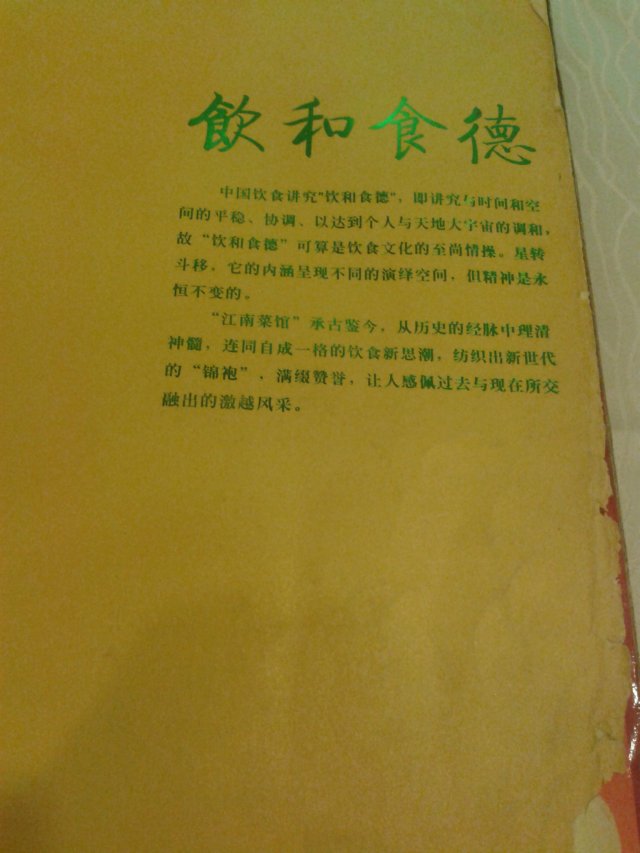 飲和食德
中国饮食讲究"饮和食德"，即讲究与时间和空
间的平稳、协调、以达到个人与天地大宇宙的调和，
故“饮和食德”可算是饮食文化的至尚情操。星转
斗移，它的内涵呈现不同的演绎空间，但精神是永
恒不变的。
“江南菜馆”承古鉴今，从历史的经脉中理清
神髓，连同自成一格的饮食新思潮，纺织出新世代
的“锦袍”．满缀赞誉，让人感佩过去与现在所交
融出的激越风采。